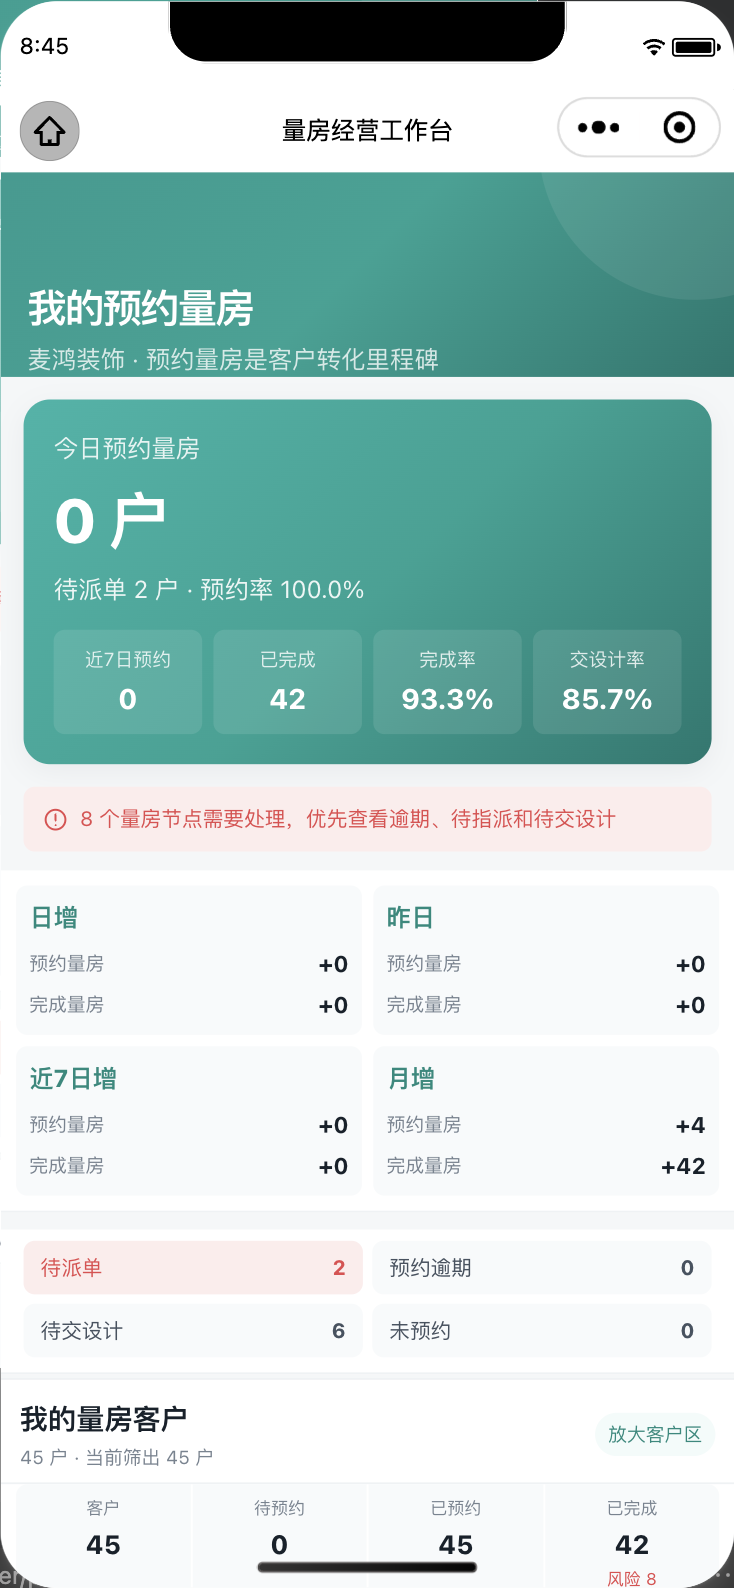 8:45
量房经营工作台
我的预约量房
麦鸿装饰 · 预约量房是客户转化里程碑
今日预约量房
0 户
待派单 2 户 · 预约率 100.0%
近7日预约 已完成 完成率 交设计率
0 42 93.3% 85.7%
8 个量房节点需要处理，优先查看逾期、待指派和待交设计
日增 昨日
预约量房 +0 预约量房 +0
完成量房 +0 完成量房 +0
近7日增 月增
预约量房 +0 预约量房 +4
完成量房 +0 完成量房 +42
待派单 2 预约逾期 0
待交设计 6 未预约 0
我的量房客户
45 户 · 当前筛出 45 户
放大客户区
客户 待预约 已预约 已完成
45 0 45 42
风险 8